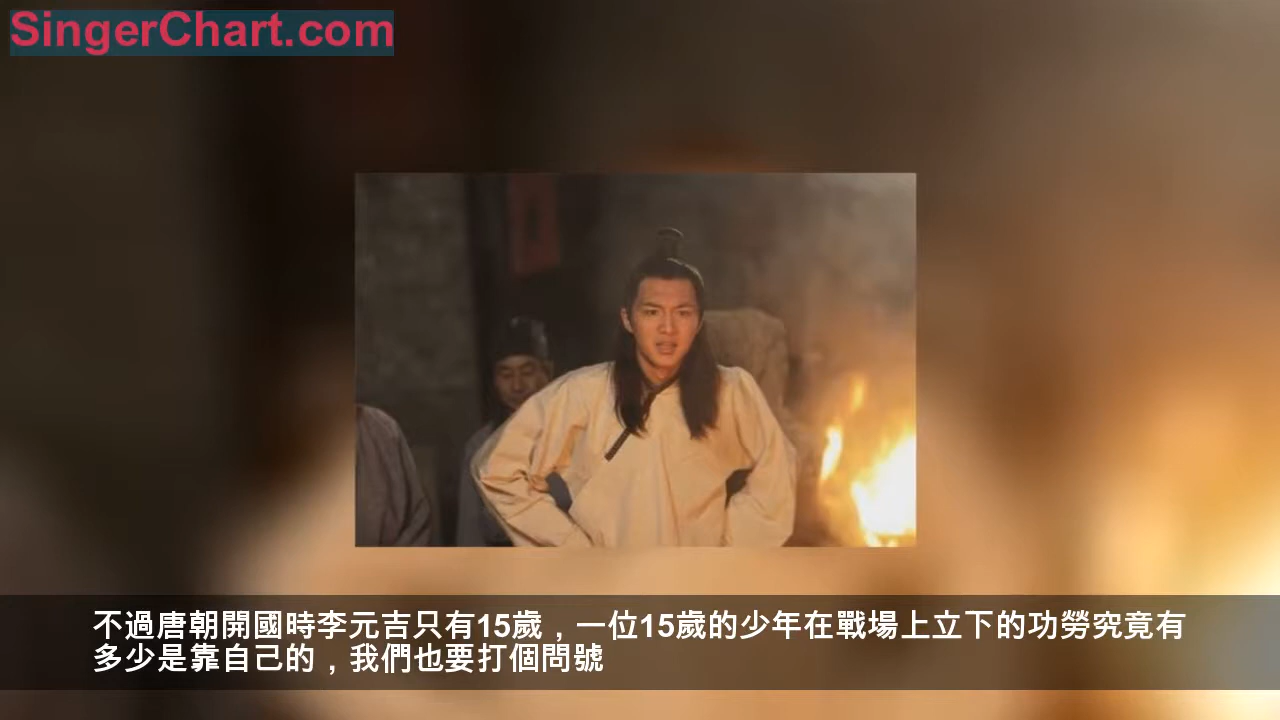 SingerChart.com
不過唐朝開國時李元吉只有15歲，一位15歲的少年在戰場上立下的功勞究竟有
多少是靠自己的，我們也要打個問號